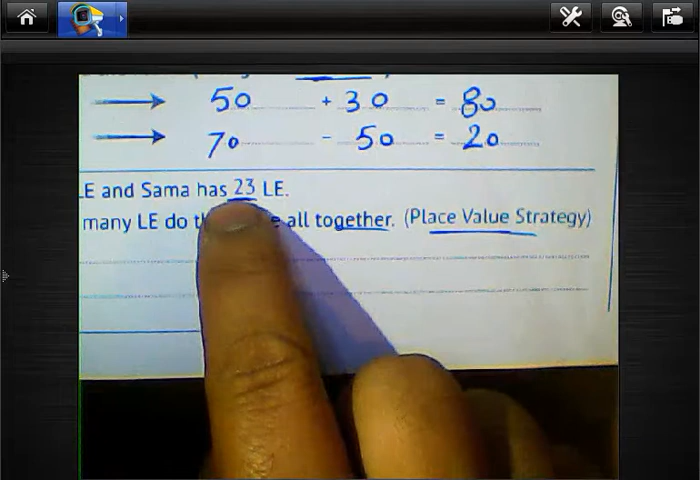 50 + 30 = 80
70 - 50 = 20
LE and Sama has 23 LE.
many LE do all together. (Place Value Strategy)